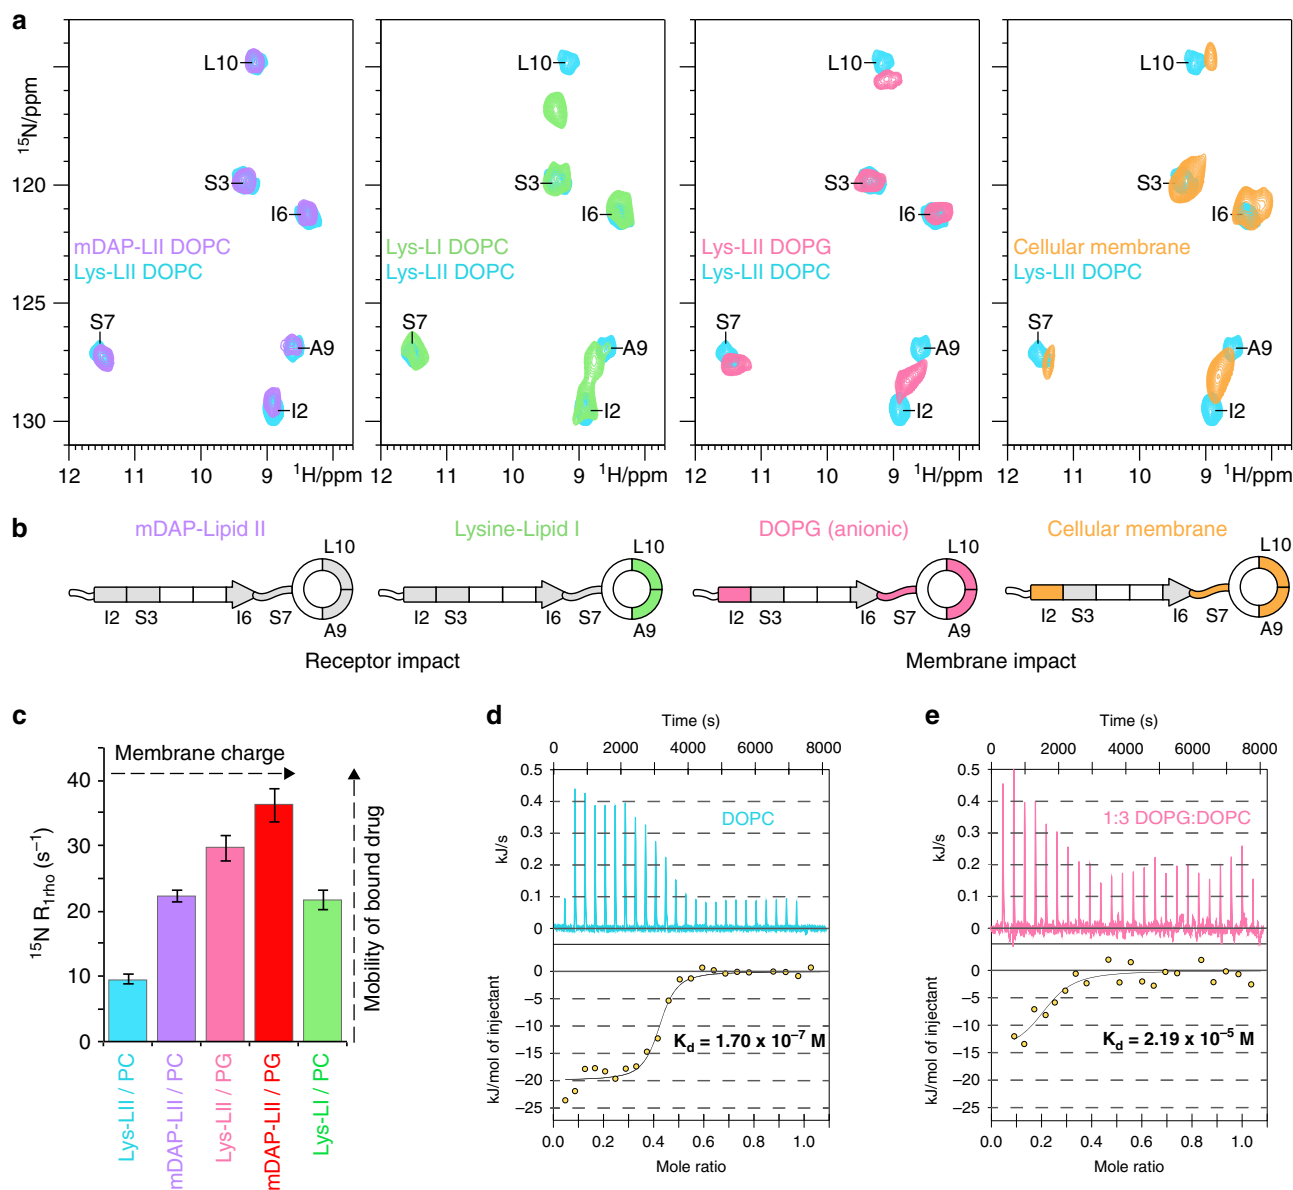 a
15N/ppm
120
125
130
L10
S3
I6
mDAP-LII DOPC
Lys-LII DOPC
S7
A9
I2
12 11 10 9 1H/ppm
L10
S3
I6
Lys-LI DOPC
Lys-LII DOPC
S7
A9
I2
12 11 10 9 1H/ppm
L10
S3
I6
Lys-LII DOPG
Lys-LII DOPC
S7
A9
I2
12 11 10 9 1H/ppm
L10
S3
I6
Cellular membrane
Lys-LII DOPC
S7
A9
I2
12 11 10 9 1H/ppm
b
mDAP-Lipid II
L10
I2 S3 I6 S7
A9
Lysine-Lipid I
L10
I2 S3 I6 S7
A9
DOPG (anionic)
L10
I2 S3 I6 S7
A9
Cellular membrane
L10
I2 S3 I6 S7
A9
Receptor impact
Membrane impact
c
Membrane charge
15N R1rho (s−1)
40
30
20
10
0
Mobility of bound drug
Lys-LII / PC
mDAP-LII / PC
Lys-LII / PG
mDAP-LII / PG
Lys-LI / PC
d
Time (s)
0 2000 4000 6000 8000
kJ/s
0.5
0.4
0.3
0.2
0.1
0
DOPC
kJ/mol of injectant
0
−5
−10
−15
−20
−25
Kd = 1.70 x 10−7 M
0.0 0.2 0.4 0.6 0.8 1.0
Mole ratio
e
Time (s)
0 2000 4000 6000 8000
kJ/s
0.5
0.4
0.3
0.2
0.1
0
1:3 DOPG:DOPC
kJ/mol of injectant
0
−5
−10
−15
−20
−25
Kd = 2.19 x 10−5 M
0.0 0.2 0.4 0.6 0.8 1.0
Mole ratio